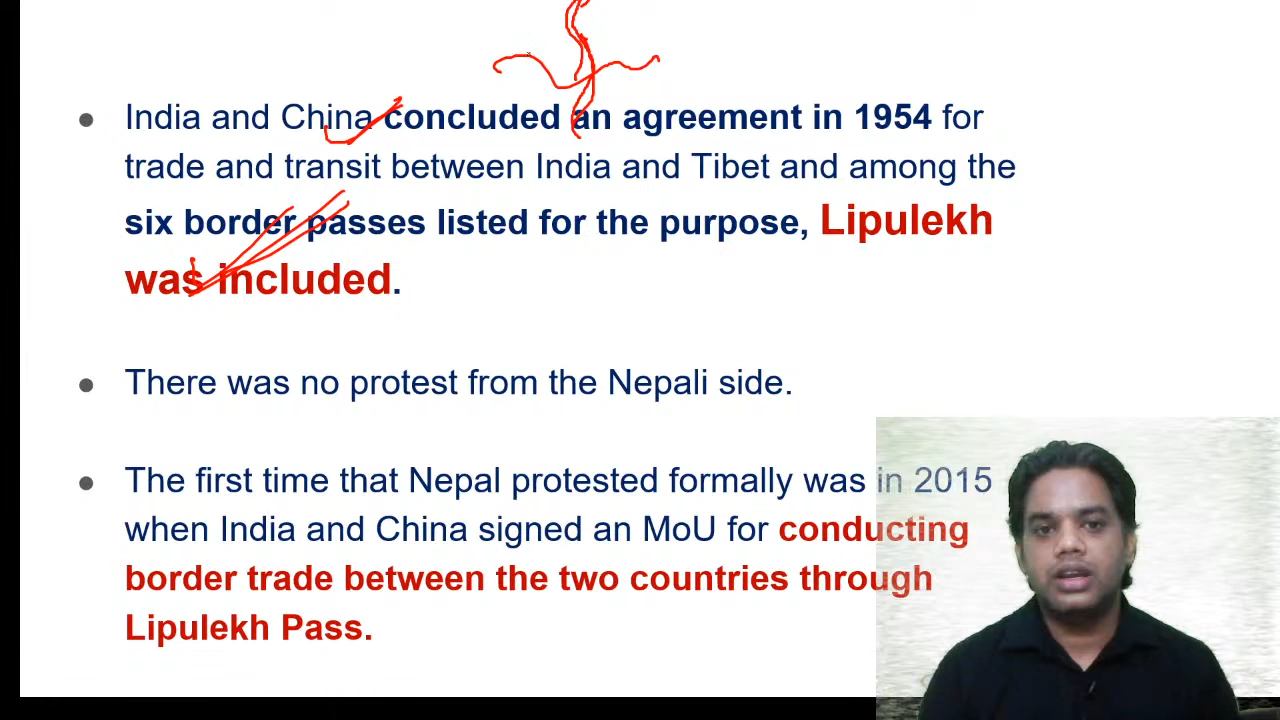 ● India and China concluded an agreement in 1954 for
trade and transit between India and Tibet and among the
six border passes listed for the purpose, Lipulekh
was included.
● There was no protest from the Nepali side.
● The first time that Nepal protested formally was in 2015
when India and China signed an MoU for conducting
border trade between the two countries through
Lipulekh Pass.